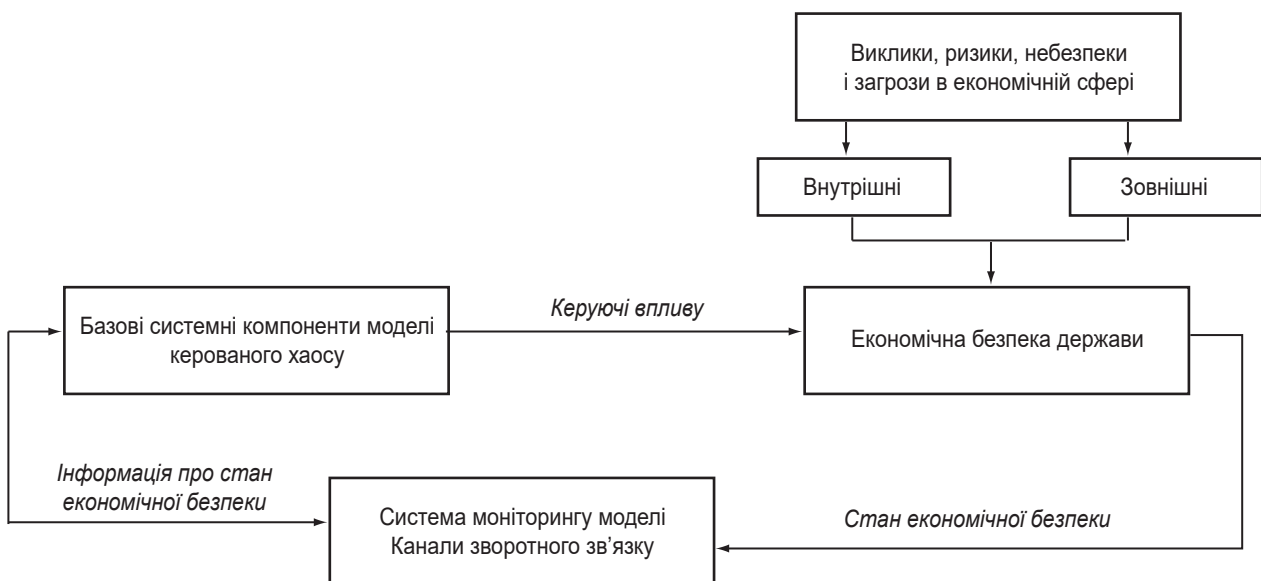 Виклики, ризики, небезпеки
і загрози в економічній сфері
Внутрішні
Зовнішні
Базові системні компоненти моделі
керованого хаосу
Керуючі впливу
Економічна безпека держави
Інформація про стан
економічної безпеки
Система моніторингу моделі
Канали зворотного зв’язку
Стан економічної безпеки